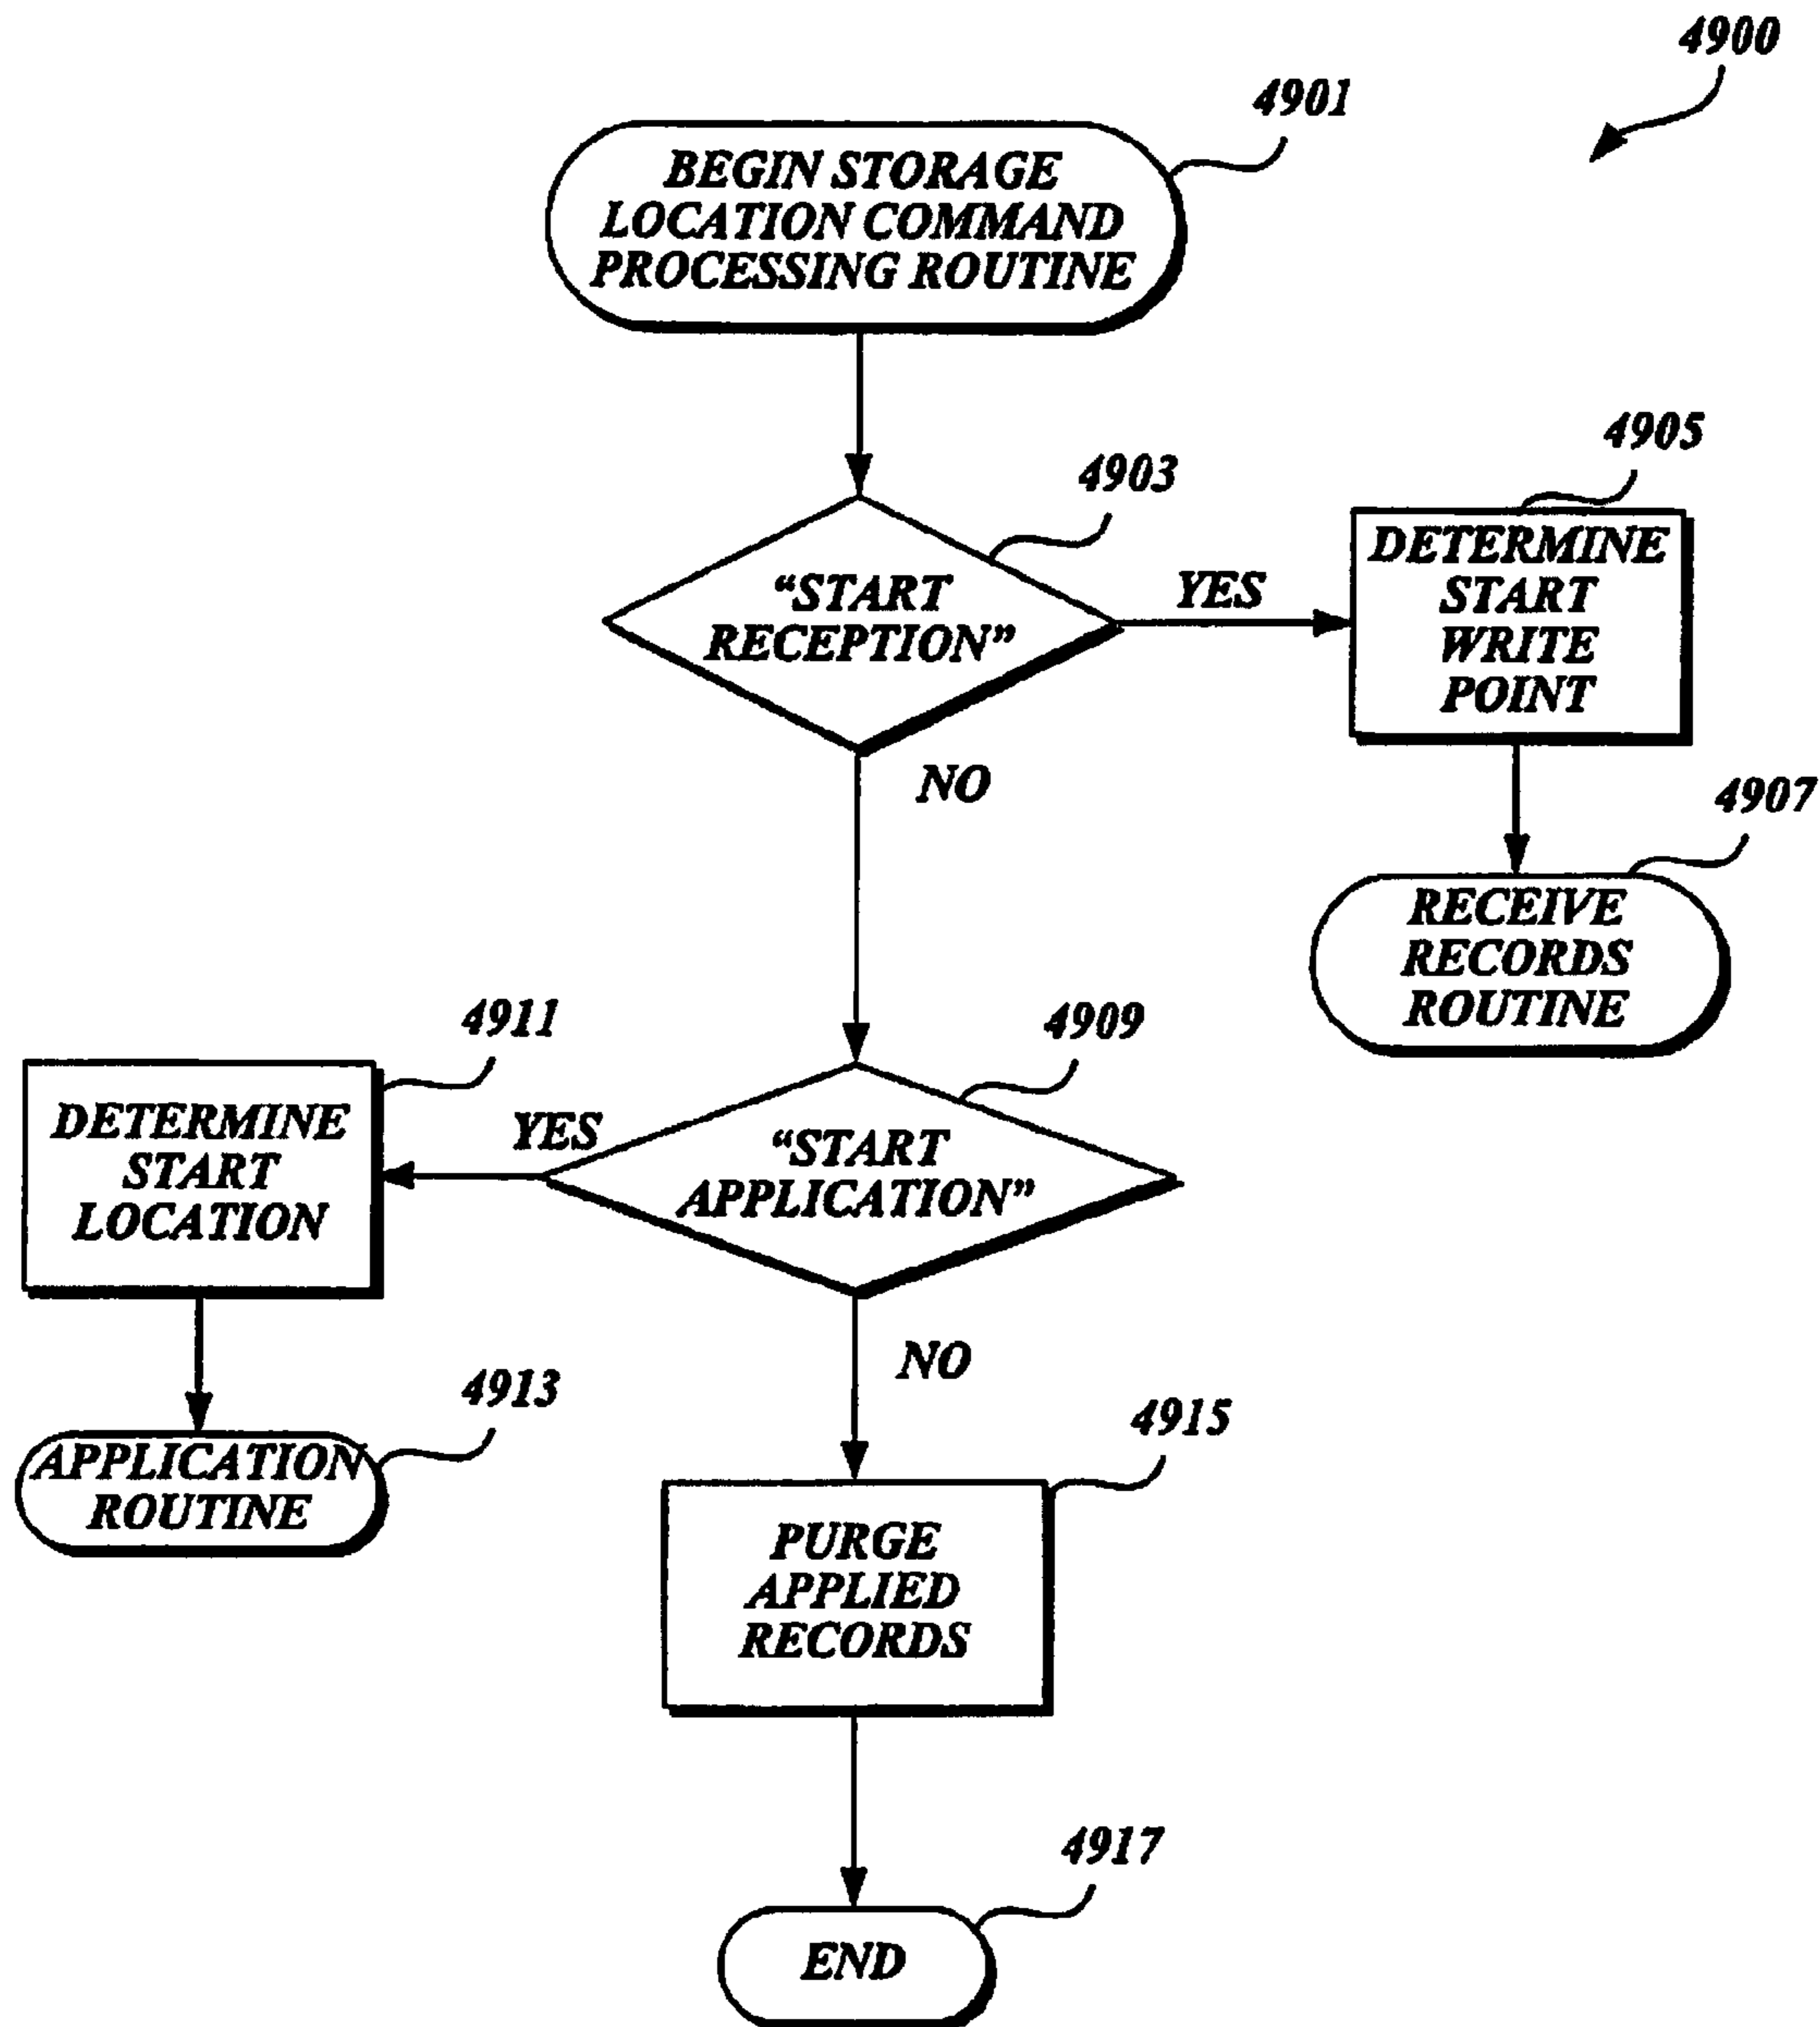 4900
4901
BEGIN STORAGE
LOCATION COMMAND
PROCESSING ROUTINE
4903
“START
RECEPTION”
YES
NO
4905
DETERMINE
START
WRITE
POINT
4907
RECEIVE
RECORDS
ROUTINE
4909
“START
APPLICATION”
YES
NO
4911
DETERMINE
START
LOCATION
4913
APPLICATION
ROUTINE
4915
PURGE
APPLIED
RECORDS
4917
END